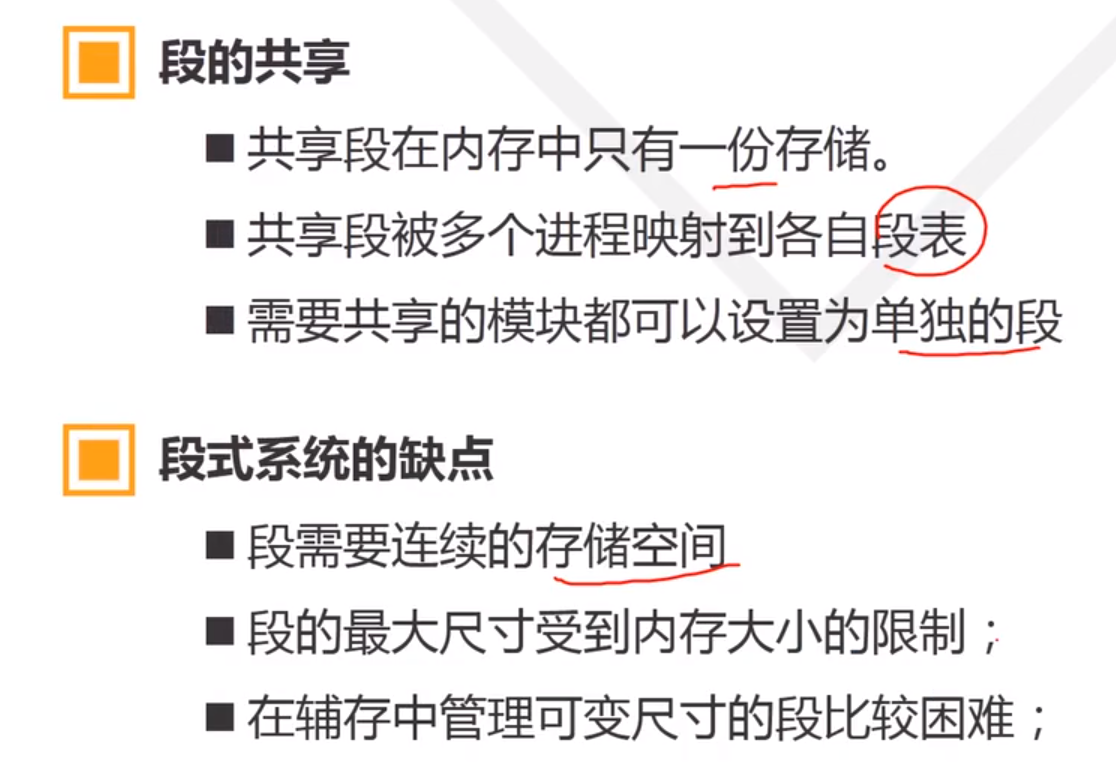 段的共享
共享段在内存中只有一份存储。
共享段被多个进程映射到各自段表
需要共享的模块都可以设置为单独的段
段式系统的缺点
段需要连续的存储空间
段的最大尺寸受到内存大小的限制；
在辅存中管理可变尺寸的段比较困难；